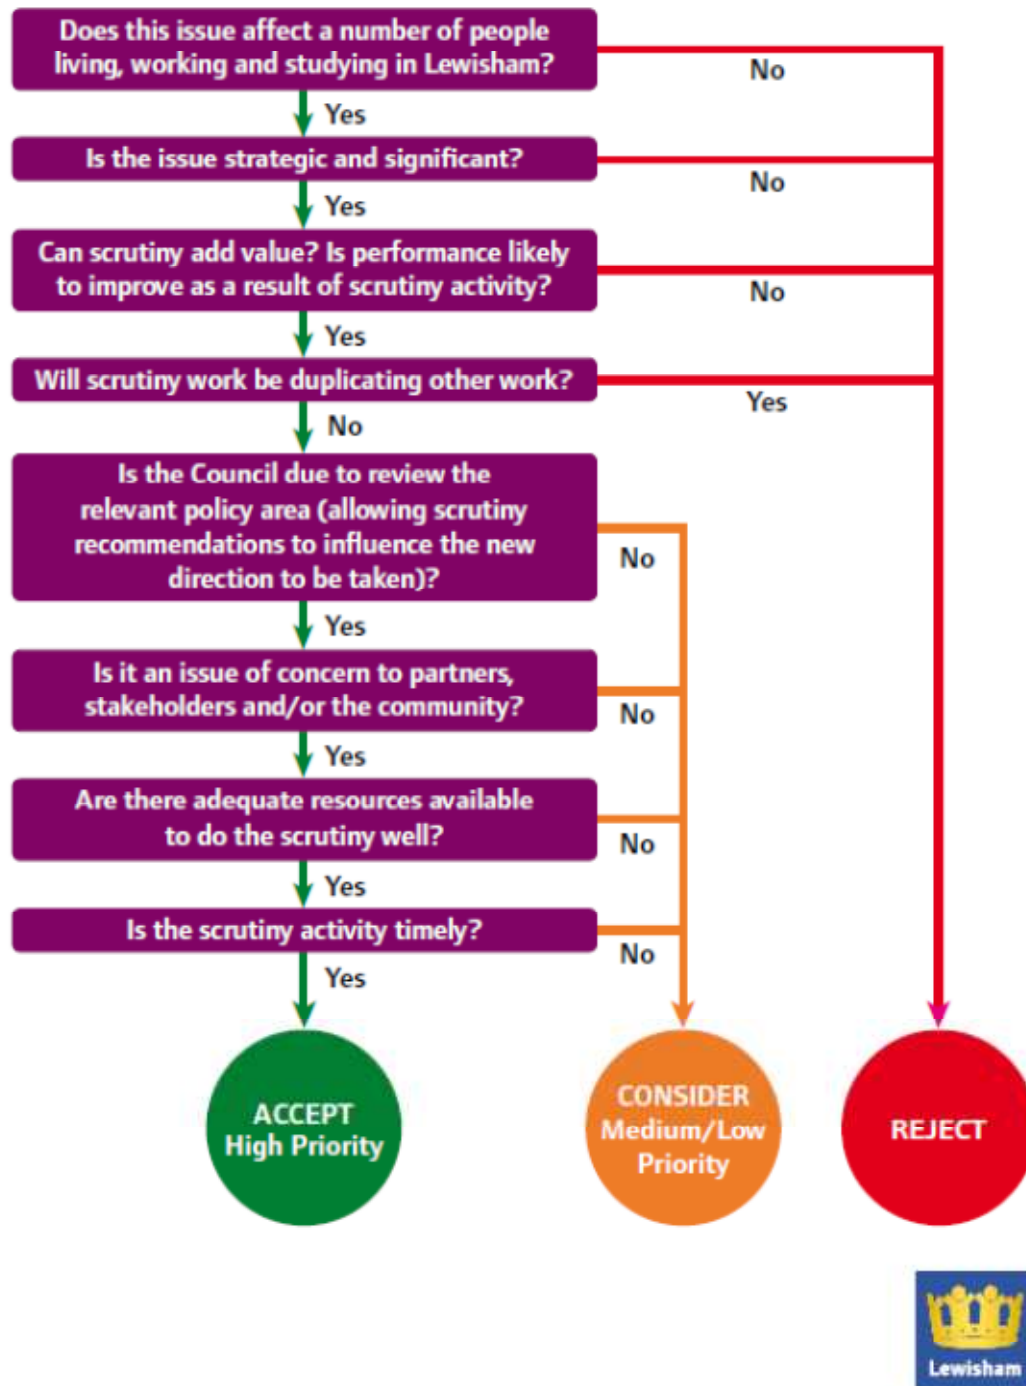 Does this issue affect a number of people
living, working and studying in Lewisham?
No
Yes
Is the issue strategic and significant?
No
Yes
Can scrutiny add value? Is performance likely
to improve as a result of scrutiny activity?
No
Yes
Will scrutiny work be duplicating other work?
Yes
No
Is the Council due to review the
relevant policy area (allowing scrutiny
recommendations to influence the new
direction to be taken)?
No
Yes
Is it an issue of concern to partners,
stakeholders and/or the community?
No
Yes
Are there adequate resources available
to do the scrutiny well?
No
Yes
Is the scrutiny activity timely?
No
Yes
ACCEPT
High Priority
CONSIDER
Medium/Low
Priority
REJECT
Lewisham